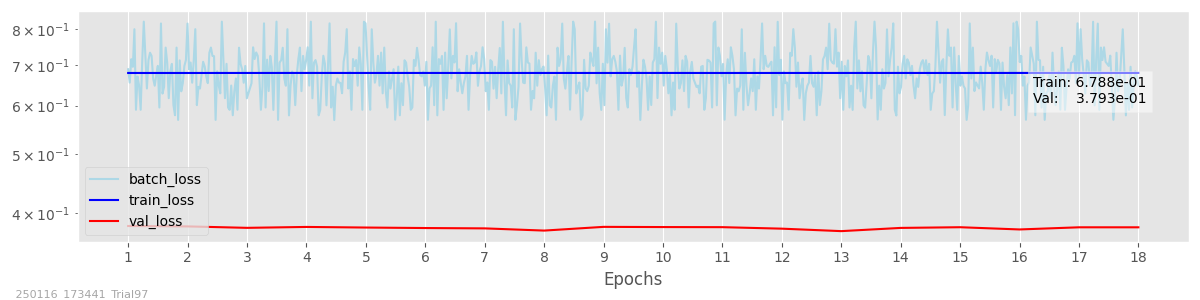 8 × 10⁻¹
7 × 10⁻¹
6 × 10⁻¹
5 × 10⁻¹
4 × 10⁻¹
Train: 6.788e-01
Val: 3.793e-01
batch_loss
train_loss
val_loss
1 2 3 4 5 6 7 8 9 10 11 12 13 14 15 16 17 18
Epochs
250116_173441_Trial97